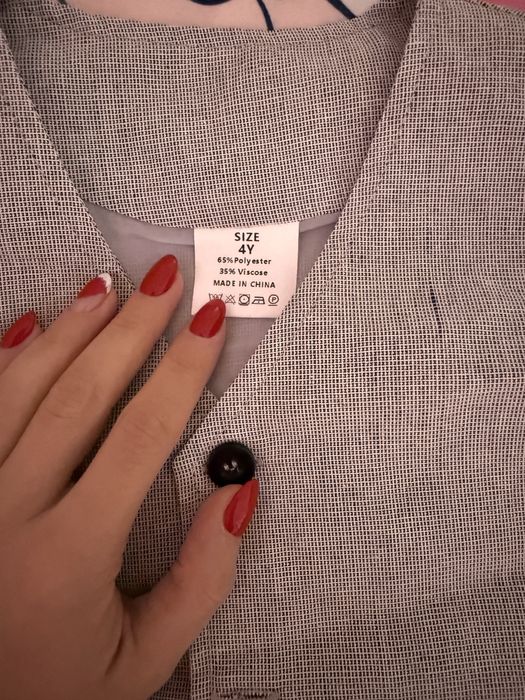 SIZE
4Y
65%Polyester
35% Viscose
MADE IN CHINA